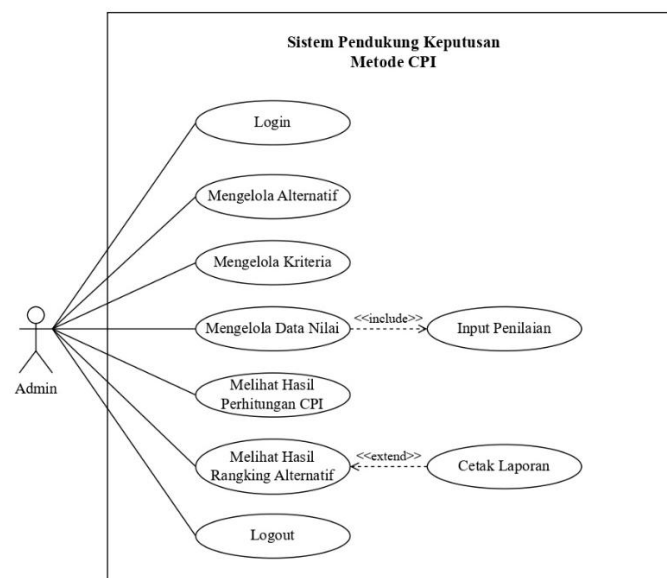 Sistem Pendukung Keputusan
Metode CPI
Login
Mengelola Alternatif
Mengelola Kriteria
Mengelola Data Nilai
<<include>>
Input Penilaian
Admin
Melihat Hasil
Perhitungan CPI
Melihat Hasil
Rangking Alternatif
<<extend>>
Cetak Laporan
Logout